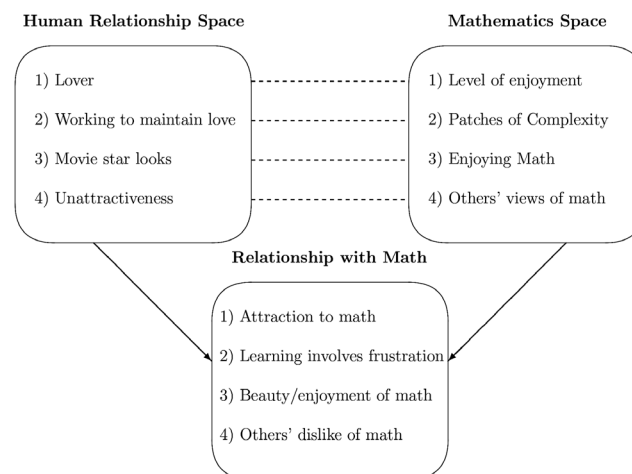 Human Relationship Space
1) Lover
2) Working to maintain love
3) Movie star looks
4) Unattractiveness
Mathematics Space
1) Level of enjoyment
2) Patches of Complexity
3) Enjoying Math
4) Others' views of math
Relationship with Math
1) Attraction to math
2) Learning involves frustration
3) Beauty/enjoyment of math
4) Others' dislike of math